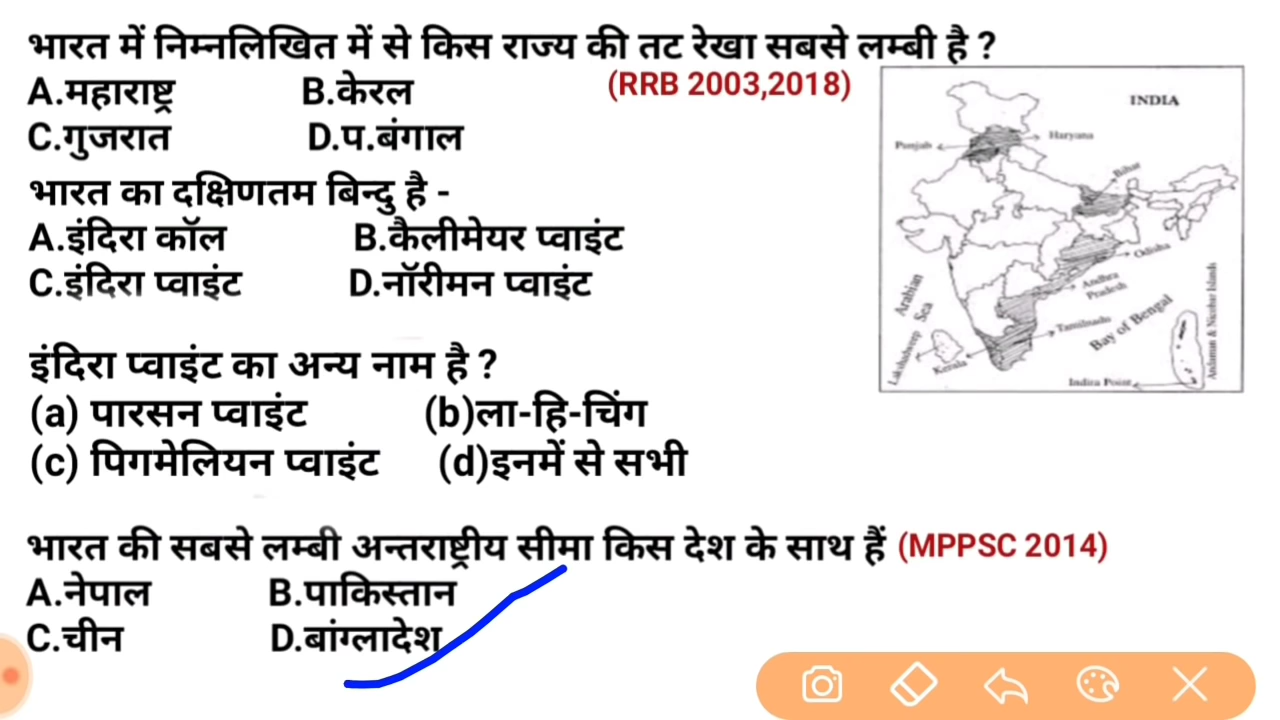 भारत में निम्नलिखित में से किस राज्य की तट रेखा सबसे लम्बी है ?
A.महाराष्ट्र B.केरल (RRB 2003,2018)
C.गुजरात D.प.बंगाल
भारत का दक्षिणतम बिन्दु है -
A.इंदिरा कॉल B.कैलीमेयर प्वाइंट
C.इंदिरा प्वाइंट D.नॉरीमन प्वाइंट
इंदिरा प्वाइंट का अन्य नाम है ?
(a) पारसन प्वाइंट (b)ला-हि-चिंग
(c) पिगमेलियन प्वाइंट (d)इनमें से सभी
भारत की सबसे लम्बी अन्तराष्ट्रीय सीमा किस देश के साथ हैं (MPPSC 2014)
A.नेपाल B.पाकिस्तान
C.चीन D.बांग्लादेश
INDIA
Punjab
Haryana
Bihar
Odisha
Andhra
Pradesh
Arabian
Sea
Tamilnadu
Bay of Bengal
Lakshadweep
Kerala
Indira Point
Andaman & Nicobar Islands